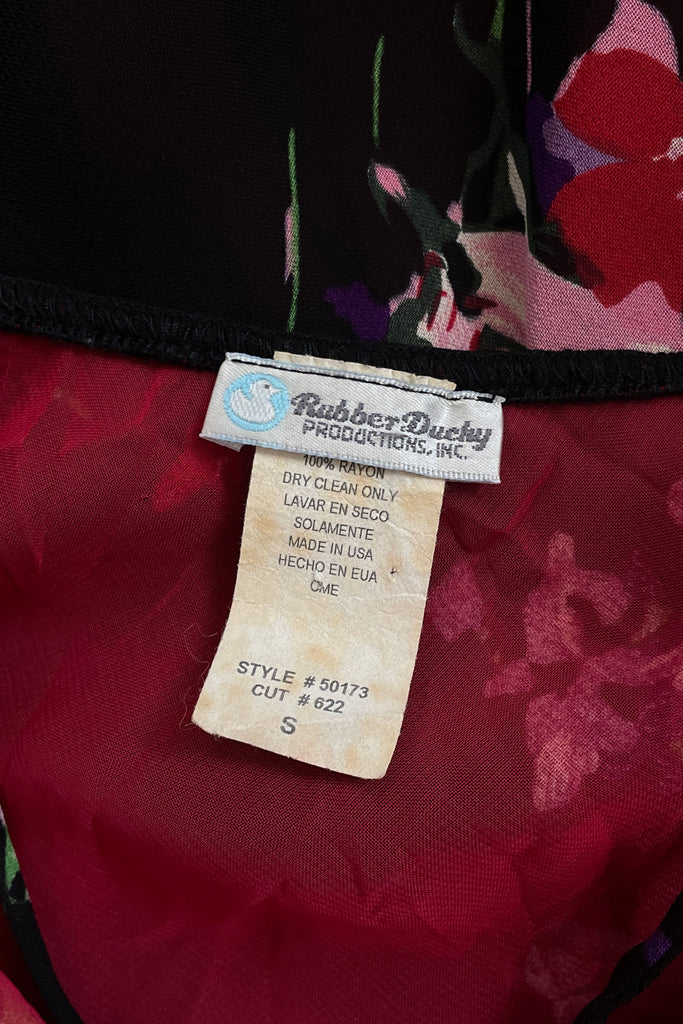 Rubber Ducky
PRODUCTIONS, INC.
100% RAYON
DRY CLEAN ONLY
LAVAR EN SECO
SOLAMENTE
MADE IN USA
HECHO EN EUA
CME
STYLE # 50173
CUT # 622
S